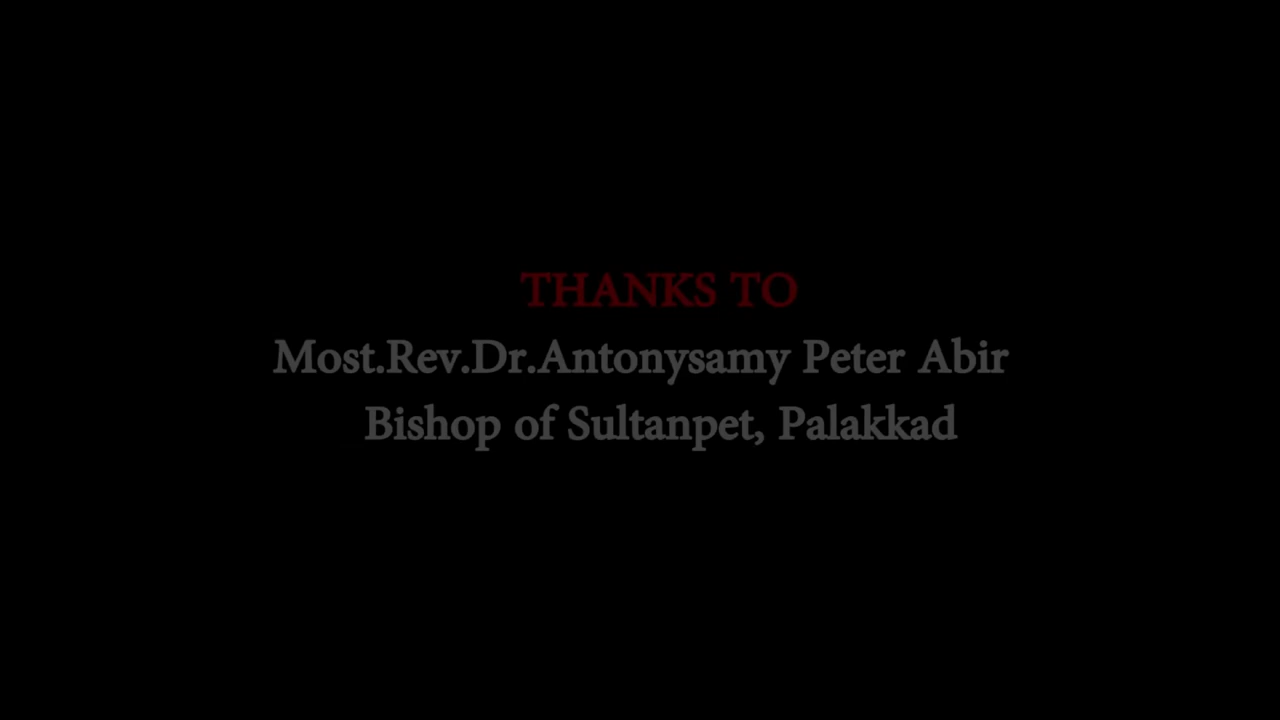 THANKS TO
Most.Rev.Dr.Antonysamy Peter Abir
Bishop of Sultanpet, Palakkad